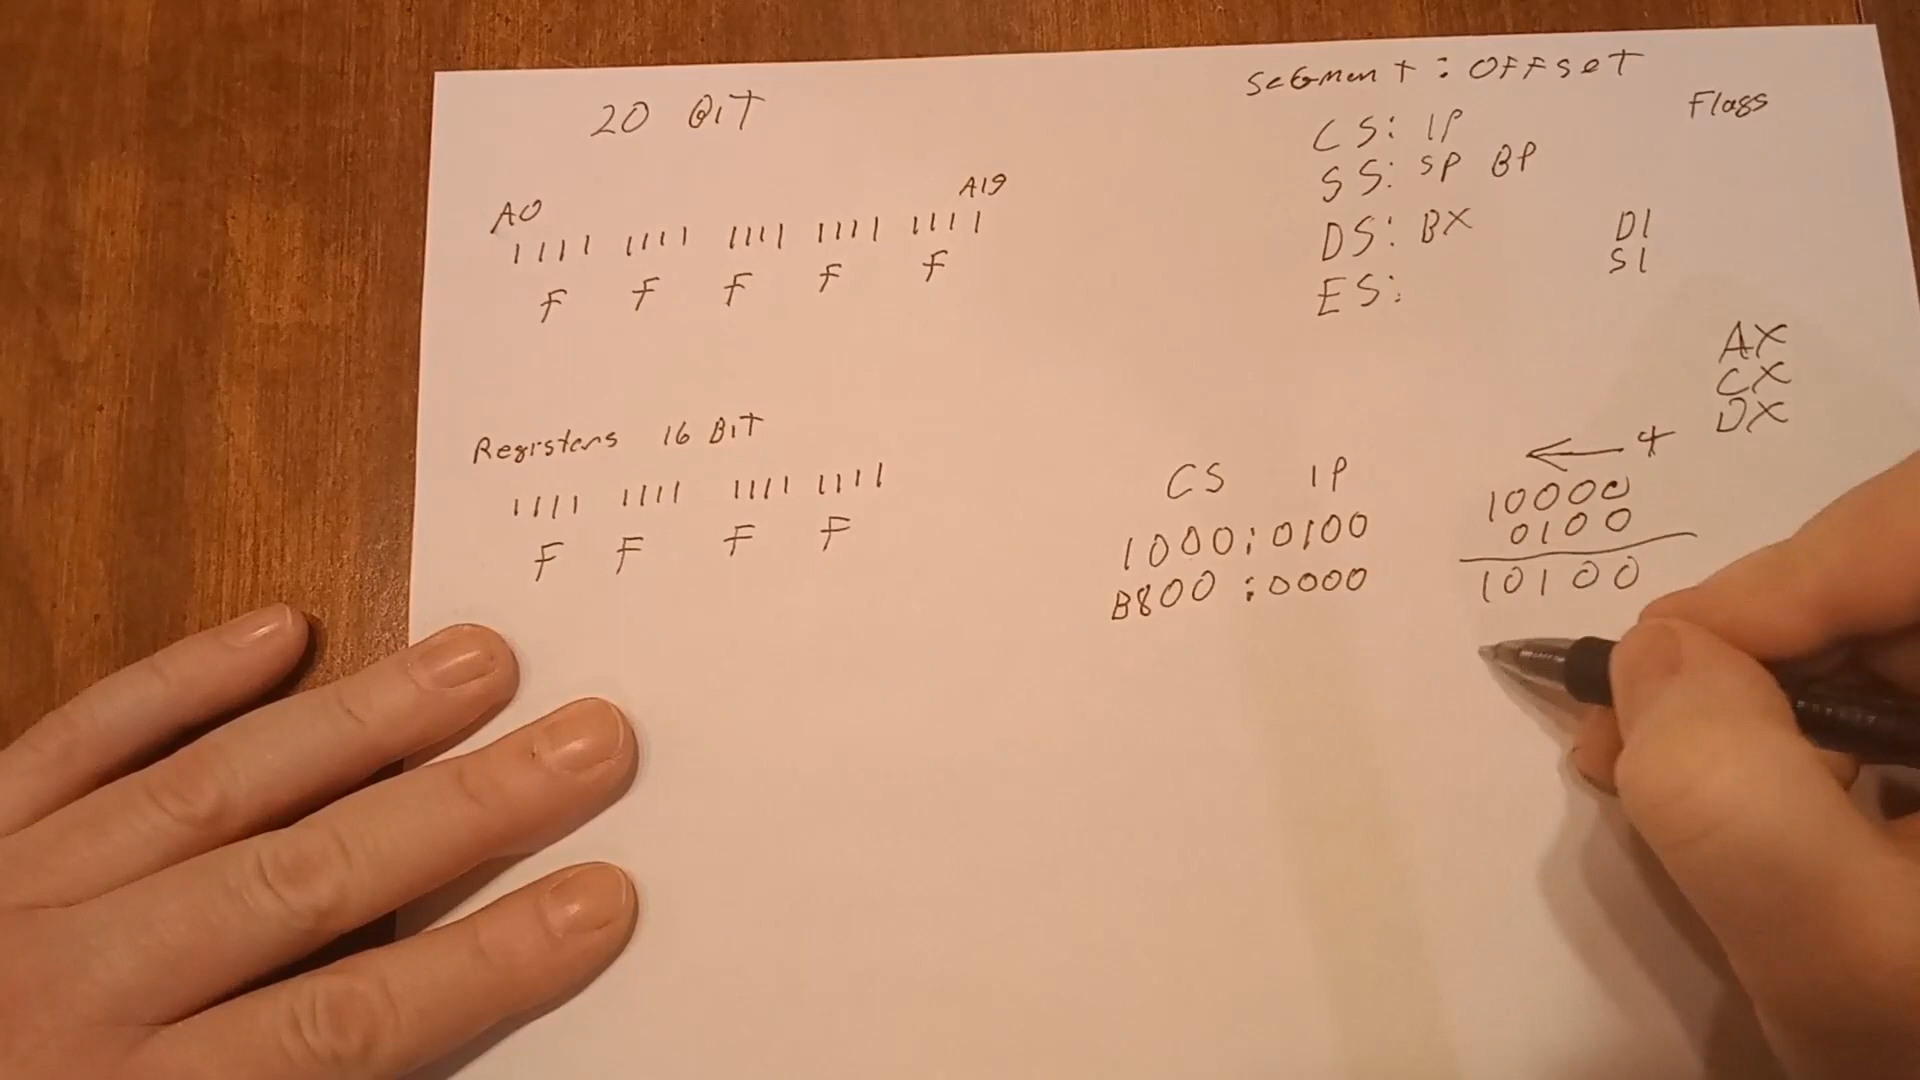 20 BIT
A0 A19
1111 1111 1111 1111 1111
F F F F F
Registers 16 BIT
1111 1111 1111 1111
F F F F
Segment : OFFset
Flags
CS: IP
SS: SP BP
DS: BX
ES:
DI
SI
AX
CX
DX
CS IP
1000:0100
B800:0000
← 4
10000
0100
10100